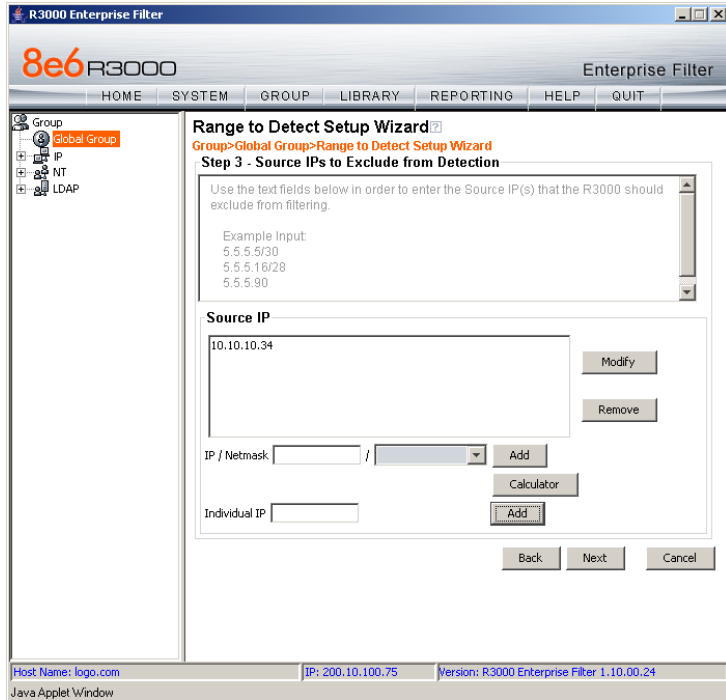 R3000 Enterprise Filter
8e6 R3000
Enterprise Filter
HOME SYSTEM GROUP LIBRARY REPORTING HELP QUIT
Group
Global Group
IP
NT
LDAP
Range to Detect Setup Wizard ?
Group>Global Group>Range to Detect Setup Wizard
Step 3 - Source IPs to Exclude from Detection
Use the text fields below in order to enter the Source IP(s) that the R3000 should
exclude from filtering.
Example Input:
5.5.5.5/30
5.5.5.16/28
5.5.5.90
Source IP
10.10.10.34
Modify
Remove
IP / Netmask / Add
Calculator
Individual IP Add
Back Next Cancel
Host Name: logo.com IP: 200.10.100.75 Version: R3000 Enterprise Filter 1.10.00.24
Java Applet Window